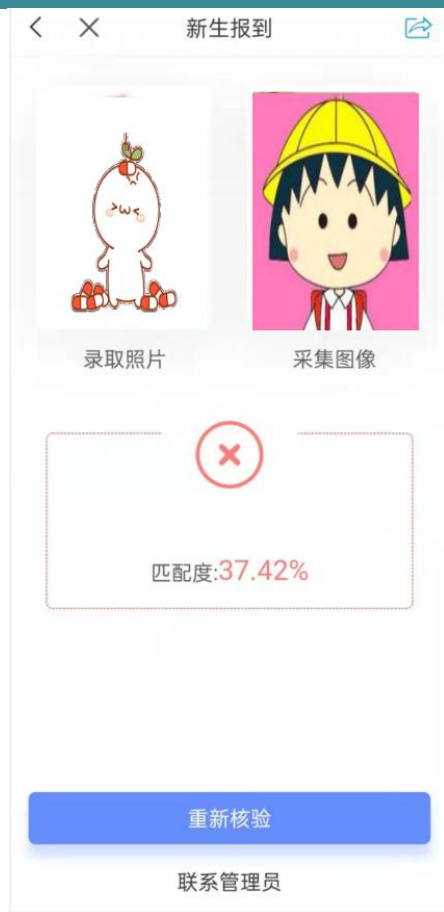 新生报到
录取照片
采集图像
匹配度:37.42%
重新核验
联系管理员